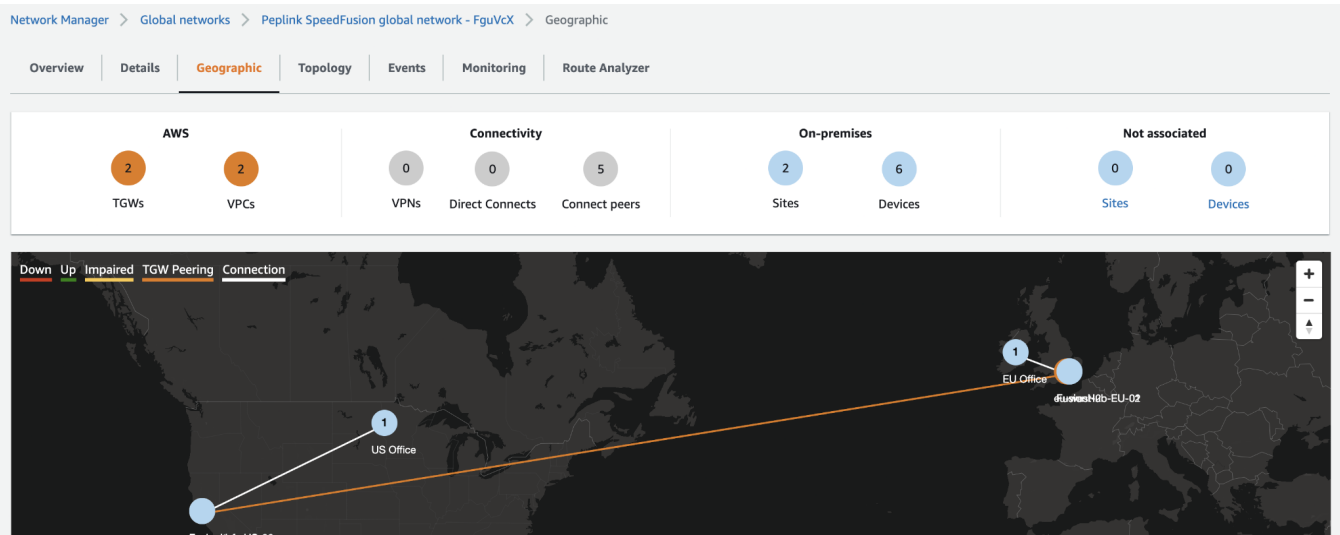 Network Manager > Global networks > Peplink SpeedFusion global network - FguVcX > Geographic
Overview Details Geographic Topology Events Monitoring Route Analyzer
AWS Connectivity On-premises Not associated
2 2 0 0 5 2 6 0 0
TGWs VPCs VPNs Direct Connects Connect peers Sites Devices Sites Devices
Down Up Impaired TGW Peering Connection
1
EU Office
1
US Office